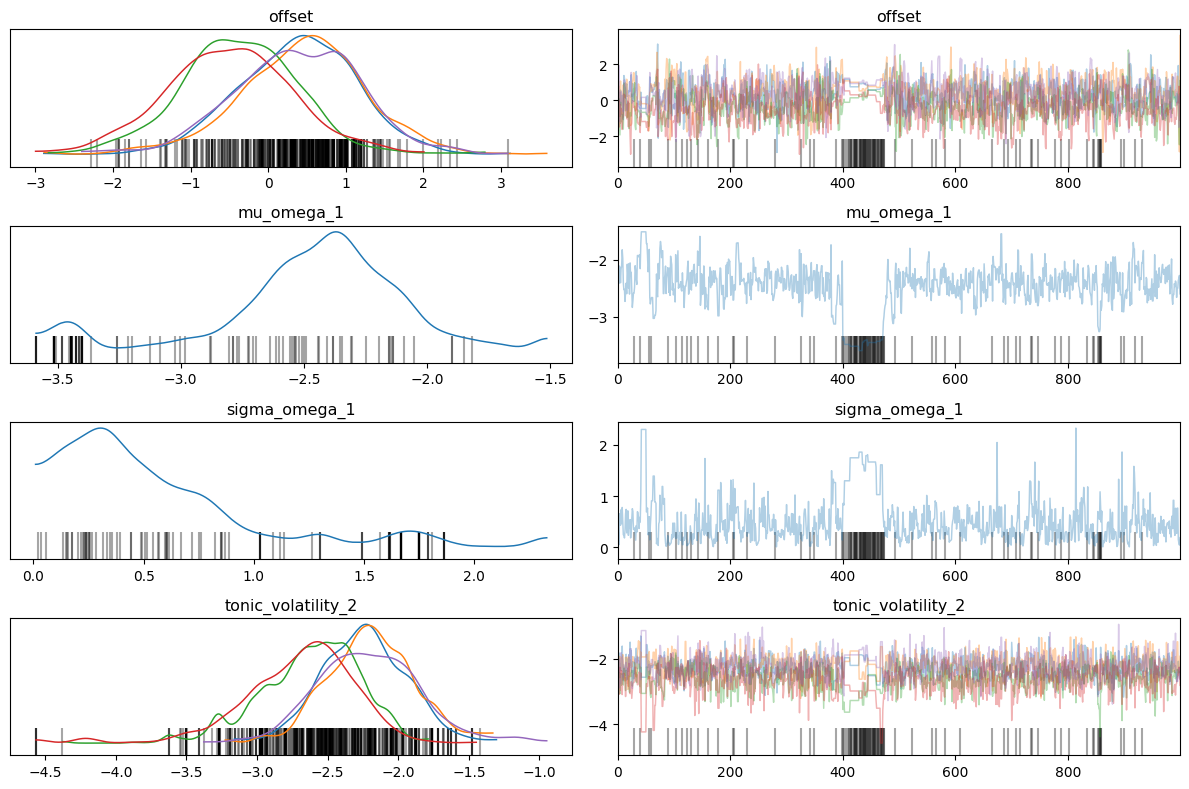 offset offset
−3 −2 −1 0 1 2 3
2
0
−2
0 200 400 600 800
mu_omega_1 mu_omega_1
−3.5 −3.0 −2.5 −2.0 −1.5
−2
−3
0 200 400 600 800
sigma_omega_1 sigma_omega_1
0.0 0.5 1.0 1.5 2.0
2
1
0
0 200 400 600 800
tonic_volatility_2 tonic_volatility_2
−4.5 −4.0 −3.5 −3.0 −2.5 −2.0 −1.5 −1.0
−2
−4
0 200 400 600 800